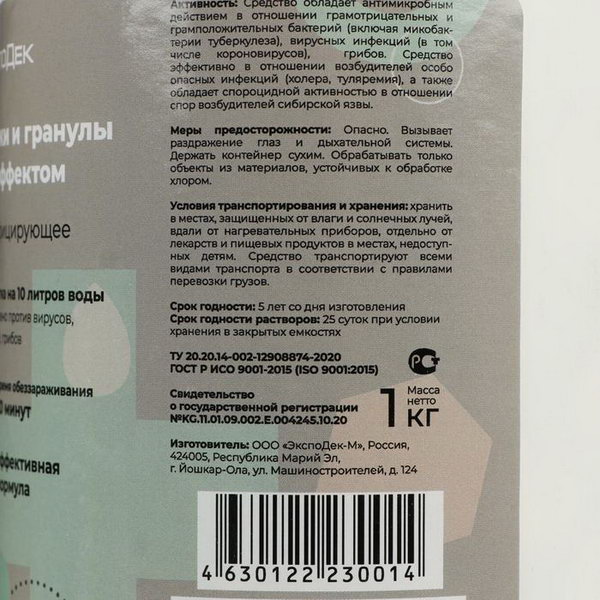 споДЕК
ки и гранулы
ффектом
ицирующее
ка на 10 литров воды
но против вирусов,
грибов
ремя обеззараживания
0 минут
ффективная
ормула
Активность: Средство обладает антимикробным
действием в отношении грамотрицательных и
грамположительных бактерий (включая микобак-
терии туберкулеза), вирусных инфекций (в том
числе короновирусов), грибов. Средство
эффективно в отношении возбудителей особо
опасных инфекций (холера, туляремия), а также
обладает спороцидной активностью в отношении
спор возбудителей сибирской язвы.
Меры предосторожности: Опасно. Вызывает
раздражение глаз и дыхательной системы.
Держать контейнер сухим. Обрабатывать только
объекты из материалов, устойчивых к обработке
хлором.
Условия транспортирования и хранения: хранить
в местах, защищенных от влаги и солнечных лучей,
вдали от нагревательных приборов, отдельно от
лекарств и пищевых продуктов в местах, недоступ-
ных детям. Средство транспортируют всеми
видами транспорта в соответствии с правилами
перевозки грузов.
Срок годности: 5 лет со дня изготовления
Срок годности растворов: 25 суток при условии
хранения в закрытых емкостях
ТУ 20.20.14-002-12908874-2020
ГОСТ Р ИСО 9001-2015 (ISO 9001:2015)
Свидетельство
о государственной регистрации
№KG.11.01.09.002.E.004245.10.20
1 Масса
нетто
кг
Изготовитель: ООО «ЭкспоДек-М», Россия,
424005, Республика Марий Эл,
г. Йошкар-Ола, ул. Машиностроителей, д. 124
4 630122 230014